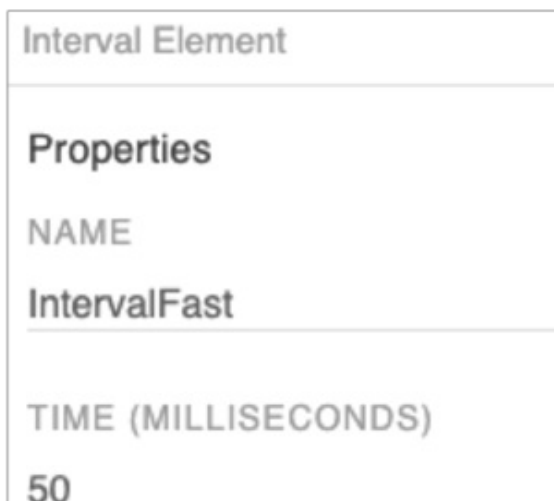 Interval Element
Properties
NAME
IntervalFast
TIME (MILLISECONDS)
50